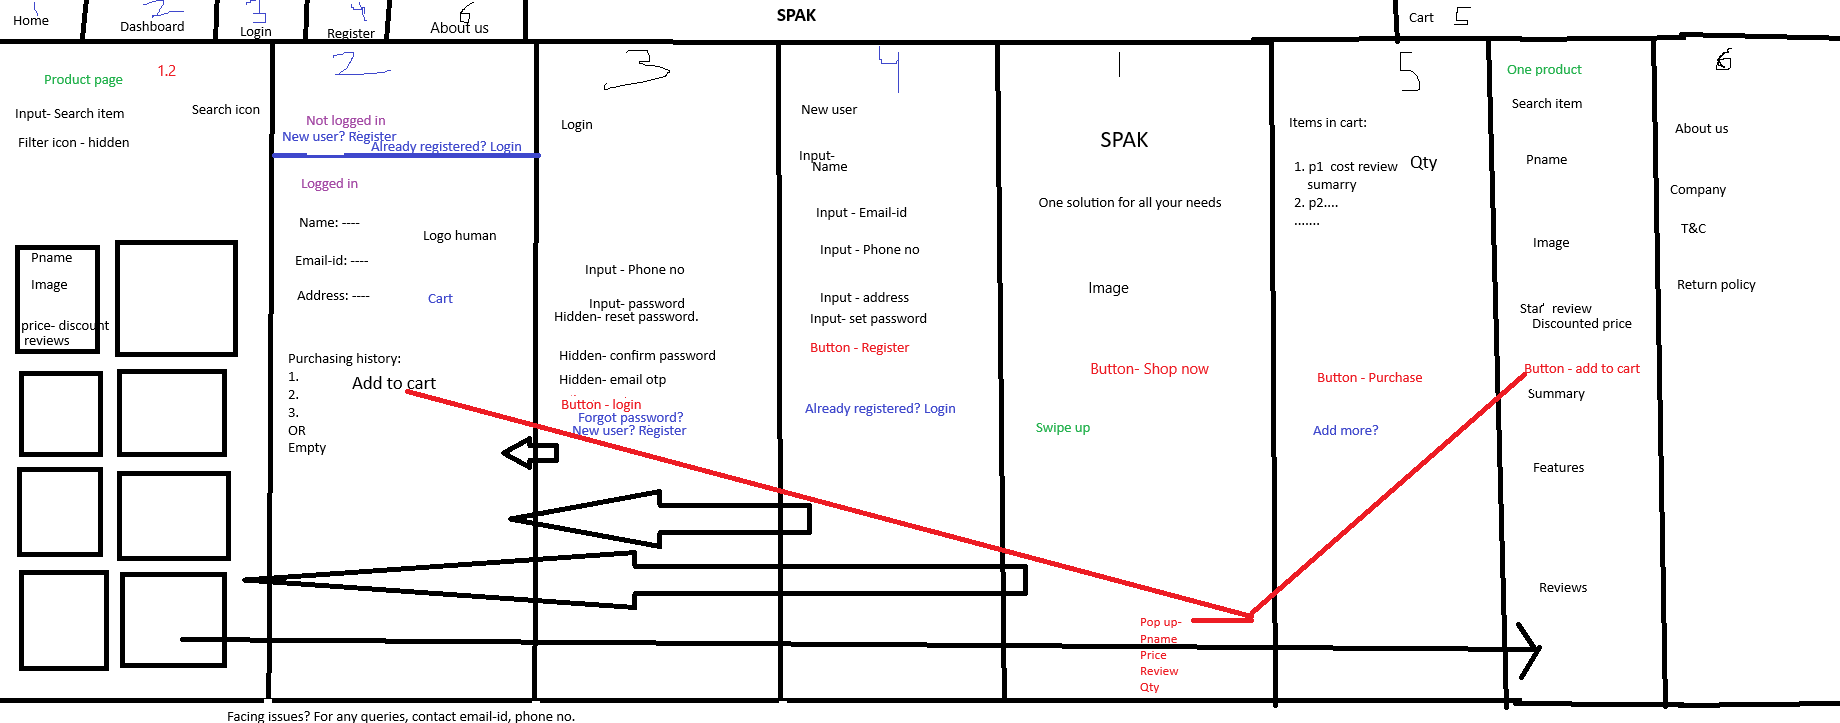 1
2
3
4
6
SPAK
Cart 5
Home
Dashboard
Login
Register
About us
Product page 1.2
Input- Search item
Search icon
Filter icon - hidden
Pname
Image
price- discount
reviews
2
Not logged in
New user? Register
Already registered? Login
Logged in
Name: ----
Logo human
Email-id: ----
Address: ----
Cart
Purchasing history:
1.
Add to cart
2.
3.
OR
Empty
3
Login
Input - Phone no
Input- password
Hidden- reset password.
Hidden- confirm password
Hidden- email otp
Button - login
Forgot password?
New user? Register
4
New user
Input-
Name
Input - Email-id
Input - Phone no
Input - address
Input- set password
Button - Register
Already registered? Login
1
SPAK
One solution for all your needs
Image
Button- Shop now
Swipe up
Pop up-
Pname
Price
Review
Qty
5
Items in cart:
1. p1 cost review Qty
sumarry
2. p2....
.......
Button - Purchase
Add more?
One product
Search item
Pname
Image
Star review
Discounted price
Button - add to cart
Summary
Features
Reviews
6
About us
Company
T&C
Return policy
Facing issues? For any queries, contact email-id, phone no.